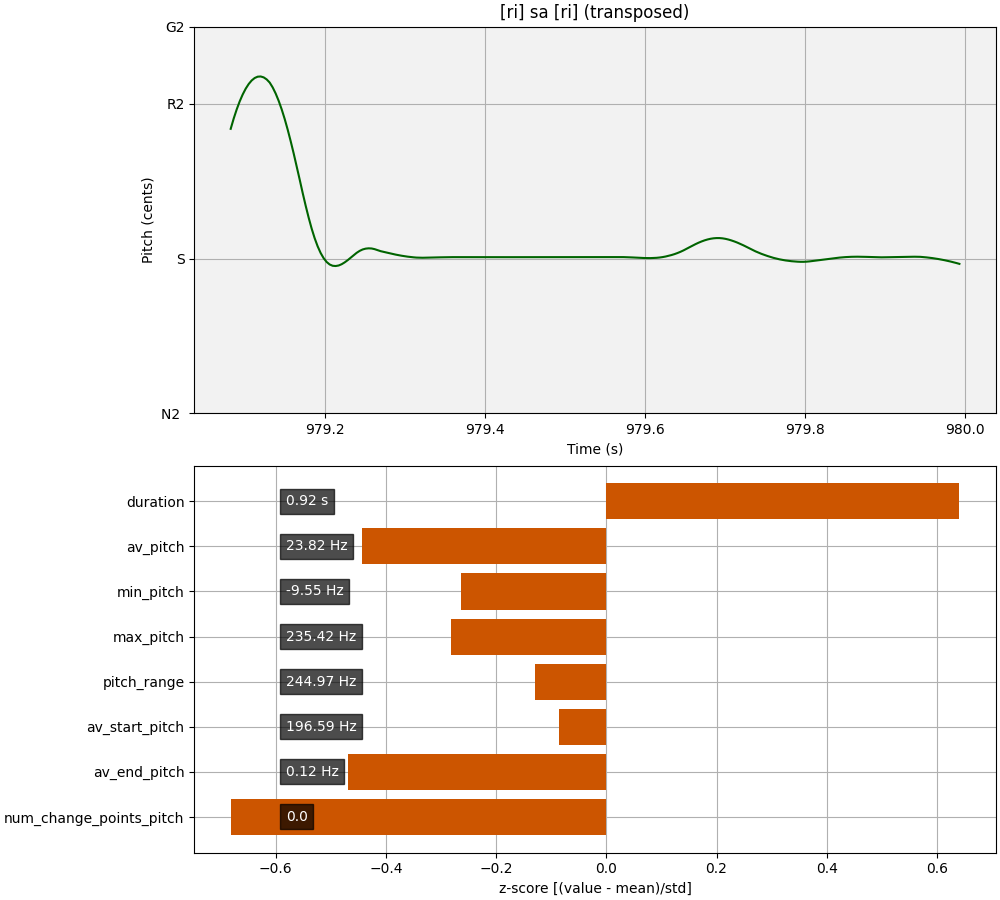 [ri] sa [ri] (transposed)
G2
R2
S
N2
Pitch (cents)
979.2 979.4 979.6 979.8 980.0
Time (s)
duration 0.92 s
av_pitch 23.82 Hz
min_pitch -9.55 Hz
max_pitch 235.42 Hz
pitch_range 244.97 Hz
av_start_pitch 196.59 Hz
av_end_pitch 0.12 Hz
num_change_points_pitch 0.0
−0.6 −0.4 −0.2 0.0 0.2 0.4 0.6
z-score [(value - mean)/std]